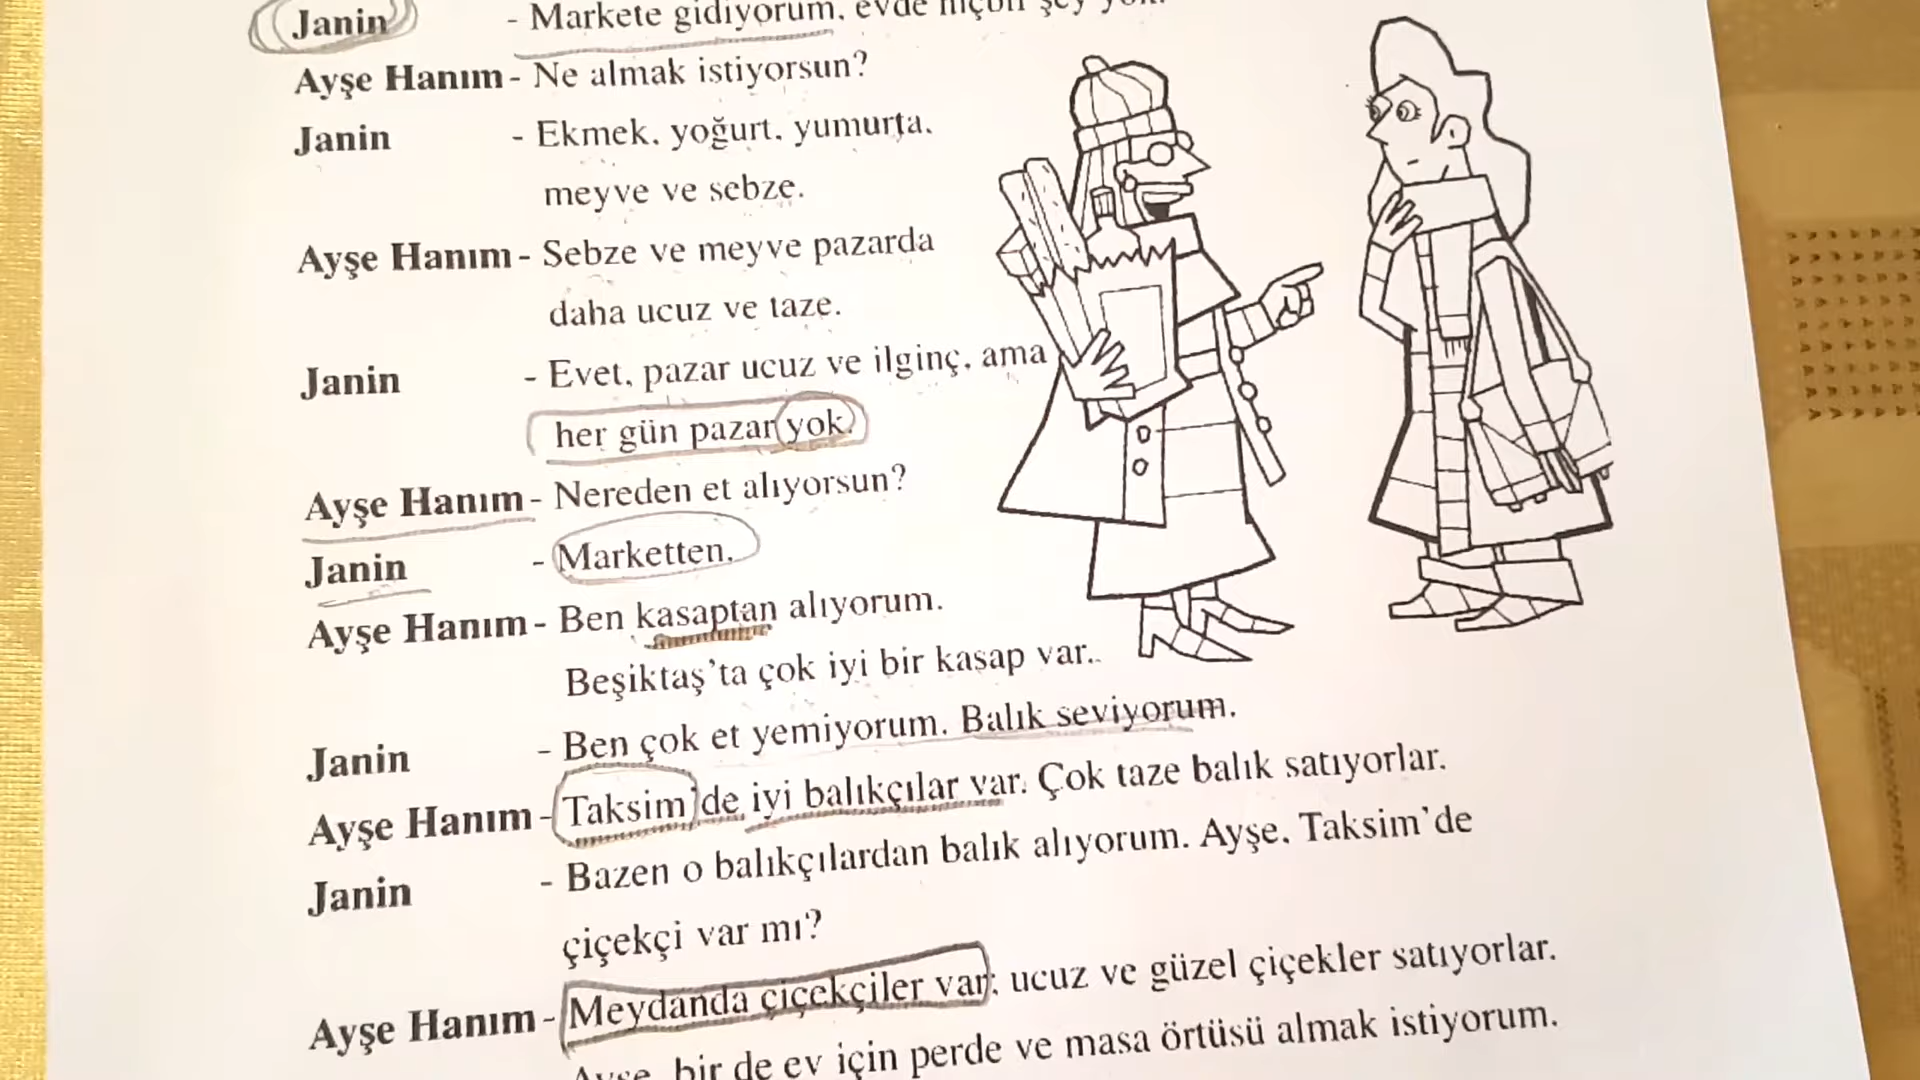 Janin - Markete gidiyorum, evde hiçbir şey yok.
Ayşe Hanım - Ne almak istiyorsun?
Janin - Ekmek, yoğurt, yumurta,
meyve ve sebze.
Ayşe Hanım - Sebze ve meyve pazarda
daha ucuz ve taze.
Janin - Evet, pazar ucuz ve ilginç, ama
her gün pazar yok.
Ayşe Hanım - Nereden et alıyorsun?
Janin - Marketten.
Ayşe Hanım - Ben kasaptan alıyorum.
Beşiktaş'ta çok iyi bir kasap var..
Janin - Ben çok et yemiyorum. Balık seviyorum.
Ayşe Hanım - Taksim'de iyi balıkçılar var. Çok taze balık satıyorlar.
Janin - Bazen o balıkçılardan balık alıyorum. Ayşe, Taksim'de
çiçekçi var mı?
Ayşe Hanım - Meydanda çiçekçiler var; ucuz ve güzel çiçekler satıyorlar.
Ayşe, bir de ev için perde ve masa örtüsü almak istiyorum.